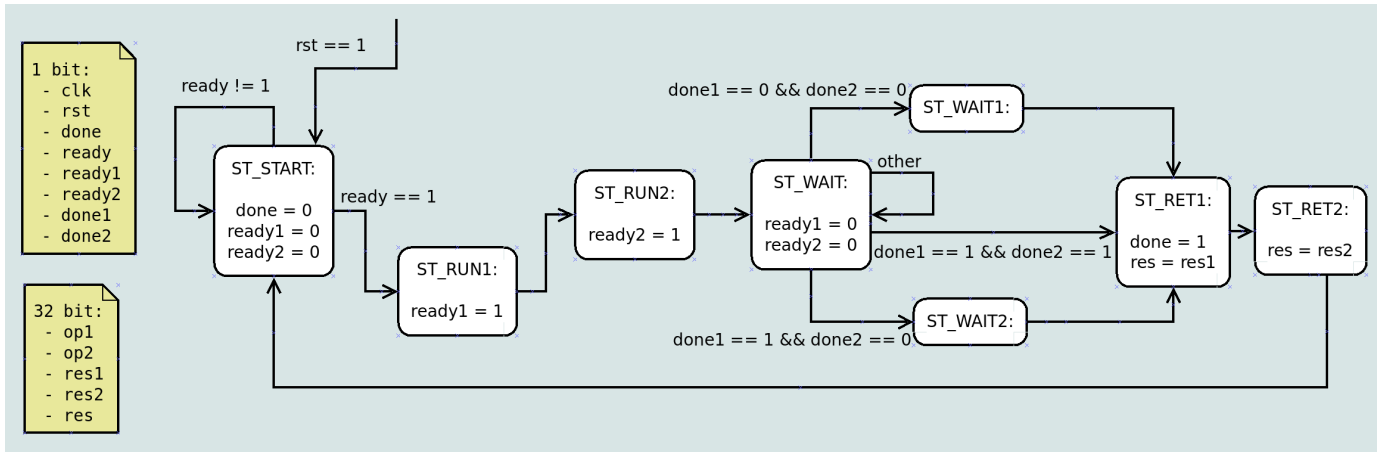 1 bit:
- clk
- rst
- done
- ready
- ready1
- ready2
- done1
- done2
32 bit:
- op1
- op2
- res1
- res2
- res
rst == 1
ready != 1
ST_START:
done = 0
ready1 = 0
ready2 = 0
ready == 1
ST_RUN1:
ready1 = 1
ST_RUN2:
ready2 = 1
ST_WAIT:
ready1 = 0
ready2 = 0
other
done1 == 0 && done2 == 0
ST_WAIT1:
done1 == 1 && done2 == 1
done1 == 1 && done2 == 0
ST_WAIT2:
ST_RET1:
done = 1
res = res1
ST_RET2:
res = res2